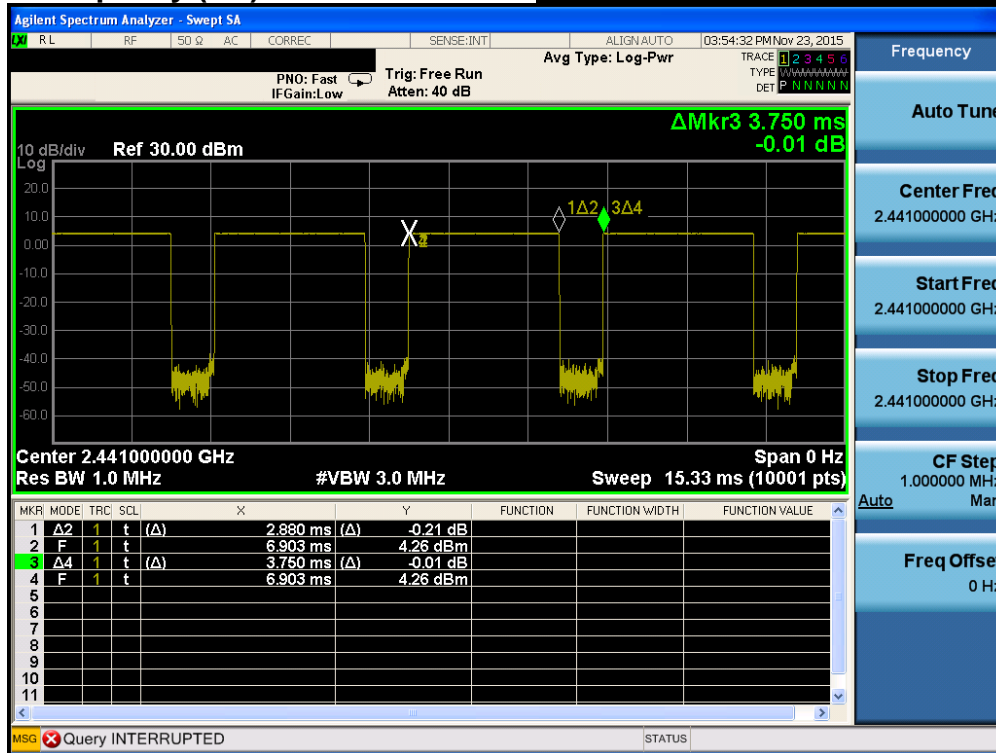 Agilent Spectrum Analyzer - Swept SA
LXI RL RF 50 Ω AC CORREC SENSE:INT ALIGN AUTO 03:54:32 PM Nov 23, 2015
Frequency
Avg Type: Log-Pwr
TRACE 1 2 3 4 5 6
PNO: Fast Trig: Free Run
TYPE
IFGain:Low Atten: 40 dB
DET P N N N N N
Auto Tune
ΔMkr3 3.750 ms
-0.01 dB
10 dB/div Ref 30.00 dBm
Log
20.0
10.0
0.00
-10.0
-20.0
-30.0
-40.0
-50.0
-60.0
1Δ2 3Δ4
Center Freq
2.441000000 GHz
Start Freq
2.441000000 GHz
Stop Freq
2.441000000 GHz
Center 2.441000000 GHz Span 0 Hz
Res BW 1.0 MHz #VBW 3.0 MHz Sweep 15.33 ms (10001 pts)
CF Step
1.000000 MHz
Auto Man
MKR MODE TRC SCL X Y FUNCTION FUNCTION WIDTH FUNCTION VALUE
1 Δ2 1 t (Δ) 2.880 ms (Δ) -0.21 dB
2 F 1 t 6.903 ms 4.26 dBm
3 Δ4 1 t (Δ) 3.750 ms (Δ) -0.01 dB
4 F 1 t 6.903 ms 4.26 dBm
5
6
7
8
9
10
11
Freq Offset
0 Hz
MSG Query INTERRUPTED STATUS